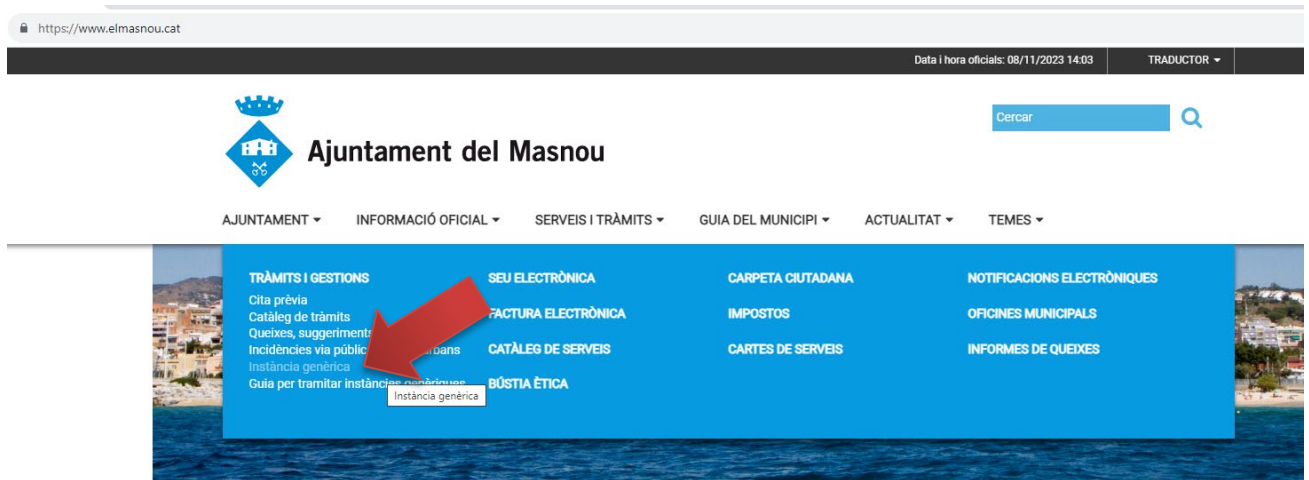 https://www.elmasnou.cat
Data i hora oficials: 08/11/2023 14:03 TRADUCTOR
Cercar
Ajuntament del Masnou
AJUNTAMENT INFORMACIÓ OFICIAL SERVEIS I TRÀMITS GUIA DEL MUNICIPI ACTUALITAT TEMES
TRÀMITS I GESTIONS
Cita prèvia
Catàleg de tràmits
Queixes, suggeriments
Incidències via públic
Instància genèrica
Guia per tramitar instàncies genèriques
Instància genèrica
SEU ELECTRÒNICA
FACTURA ELECTRÒNICA
CATÀLEG DE SERVEIS
BÚSTIA ÈTICA
CARPETA CIUTADANA
IMPOSTOS
CARTES DE SERVEIS
NOTIFICACIONS ELECTRÒNIQUES
OFICINES MUNICIPALS
INFORMES DE QUEIXES